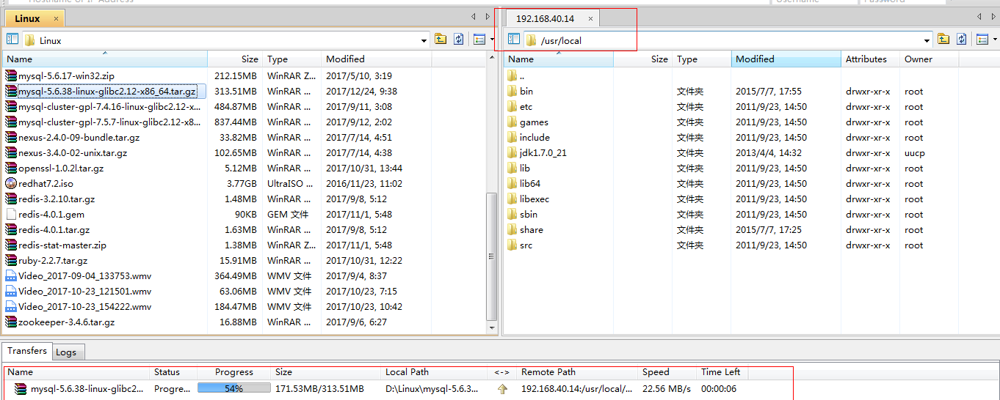 Hostname or IP Address Username Password
Linux × 192.168.40.14 ×
Linux /usr/local
Name Size Type Modified Name Size Type Modified Attributes Owner
mysql-5.6.17-win32.zip 212.15MB WinRAR Z... 2017/5/10, 3:19 ..
mysql-5.6.38-linux-glibc2.12-x86_64.tar.gz 313.51MB WinRAR ... 2017/12/24, 9:38 bin 文件夹 2015/7/7, 17:55 drwxr-xr-x root
mysql-cluster-gpl-7.4.16-linux-glibc2.12-x... 484.87MB WinRAR ... 2017/9/11, 3:08 etc 文件夹 2011/9/23, 14:50 drwxr-xr-x root
mysql-cluster-gpl-7.5.7-linux-glibc2.12-x8... 837.44MB WinRAR ... 2017/9/12, 2:02 games 文件夹 2011/9/23, 14:50 drwxr-xr-x root
nexus-2.4.0-09-bundle.tar.gz 33.82MB WinRAR ... 2017/7/14, 4:51 include 文件夹 2011/9/23, 14:50 drwxr-xr-x root
nexus-3.4.0-02-unix.tar.gz 102.65MB WinRAR ... 2017/7/14, 4:38 jdk1.7.0_21 文件夹 2013/4/4, 14:32 drwxr-xr-x uucp
openssl-1.0.2l.tar.gz 5.12MB WinRAR ... 2017/10/31, 13:44 lib 文件夹 2011/9/23, 14:50 drwxr-xr-x root
redhat7.2.iso 3.77GB UltraISO ... 2016/11/23, 11:02 lib64 文件夹 2011/9/23, 14:50 drwxr-xr-x root
redis-3.2.10.tar.gz 1.48MB WinRAR ... 2017/9/8, 5:12 libexec 文件夹 2011/9/23, 14:50 drwxr-xr-x root
redis-4.0.1.gem 90KB GEM 文件 2017/11/1, 5:48 sbin 文件夹 2011/9/23, 14:50 drwxr-xr-x root
redis-4.0.1.tar.gz 1.63MB WinRAR ... 2017/9/8, 5:12 share 文件夹 2015/7/7, 17:25 drwxr-xr-x root
redis-stat-master.zip 1.38MB WinRAR Z... 2017/11/1, 5:48 src 文件夹 2011/9/23, 14:50 drwxr-xr-x root
ruby-2.2.7.tar.gz 15.91MB WinRAR ... 2017/10/31, 12:22
Video_2017-09-04_133753.wmv 364.49MB WMV 文件 2017/9/4, 8:37
Video_2017-10-23_121501.wmv 63.06MB WMV 文件 2017/10/23, 7:15
Video_2017-10-23_154222.wmv 184.47MB WMV 文件 2017/10/23, 10:42
zookeeper-3.4.6.tar.gz 16.88MB WinRAR ... 2017/9/6, 6:27
Transfers Logs
Name Status Progress Size Local Path <-> Remote Path Speed Time Left
mysql-5.6.38-linux-glibc2... Progre... 54% 171.53MB/313.51MB D:\Linux\mysql-5.6.3... 192.168.40.14:/usr/local/... 22.56 MB/s 00:00:06